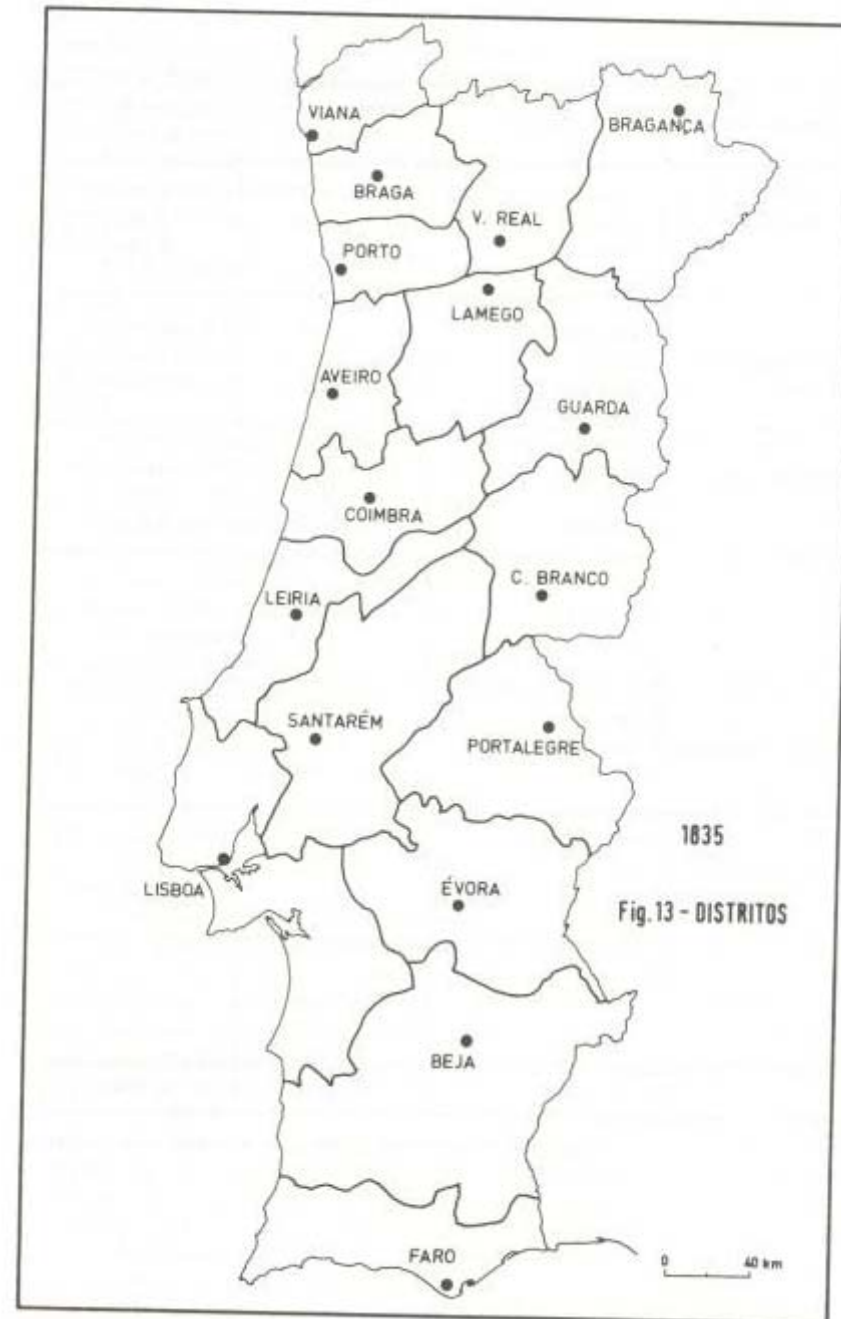 VIANA
BRAGANÇA
BRAGA
V. REAL
PORTO
LAMEGO
AVEIRO
GUARDA
COIMBRA
C. BRANCO
LEIRIA
SANTARÉM
PORTALEGRE
1835
LISBOA
ÉVORA
Fig. 13 - DISTRITOS
BEJA
FARO
0 40 km